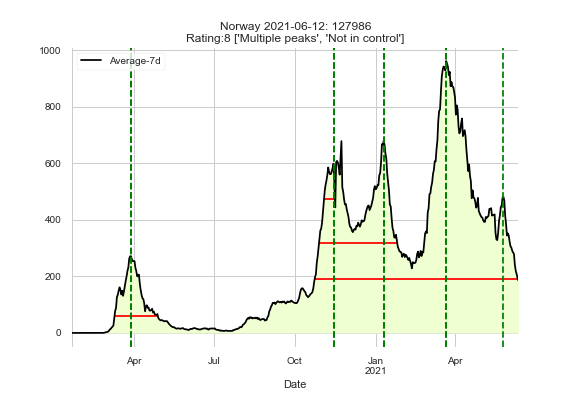 Norway 2021-06-12: 127986
Rating:8 ['Multiple peaks', 'Not in control']
Average-7d
1000
800
600
400
200
0
Apr Jul Oct Jan Apr
2021
Date